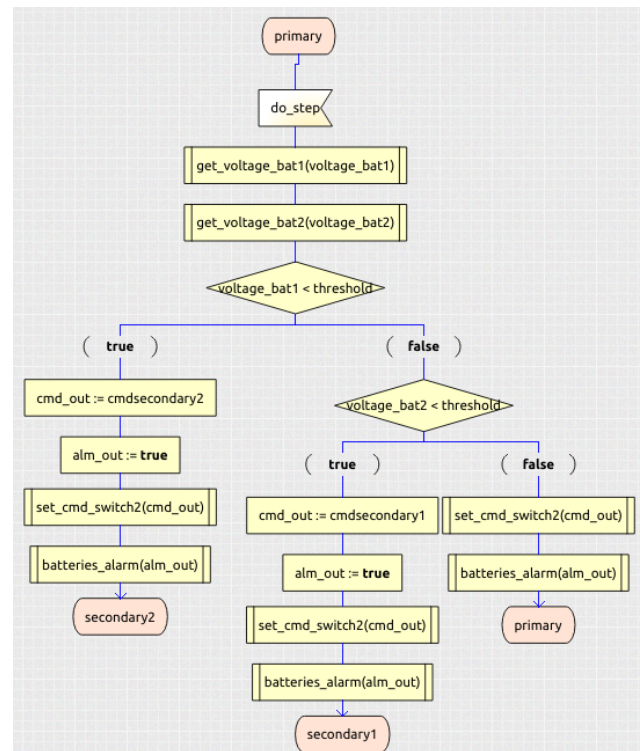 primary
do_step
get_voltage_bat1(voltage_bat1)
get_voltage_bat2(voltage_bat2)
voltage_bat1 < threshold
( true )
( false )
cmd_out := cmdsecondary2
alm_out := true
set_cmd_switch2(cmd_out)
batteries_alarm(alm_out)
secondary2
voltage_bat2 < threshold
( true )
( false )
cmd_out := cmdsecondary1
alm_out := true
set_cmd_switch2(cmd_out)
batteries_alarm(alm_out)
secondary1
set_cmd_switch2(cmd_out)
batteries_alarm(alm_out)
primary